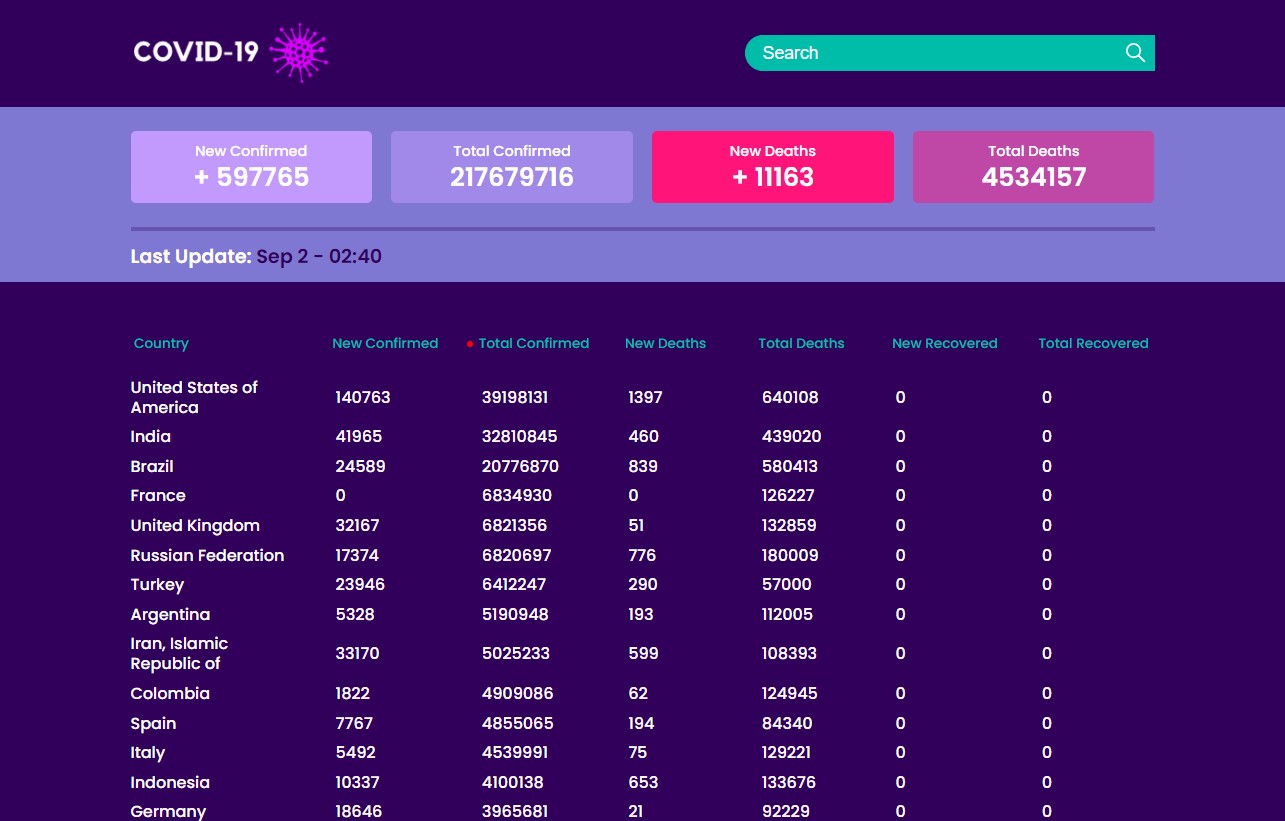 COVID-19
Search
New Confirmed
+ 597765
Total Confirmed
217679716
New Deaths
+ 11163
Total Deaths
4534157
Last Update: Sep 2 - 02:40
Country New Confirmed Total Confirmed New Deaths Total Deaths New Recovered Total Recovered
United States of
America 140763 39198131 1397 640108 0 0
India 41965 32810845 460 439020 0 0
Brazil 24589 20776870 839 580413 0 0
France 0 6834930 0 126227 0 0
United Kingdom 32167 6821356 51 132859 0 0
Russian Federation 17374 6820697 776 180009 0 0
Turkey 23946 6412247 290 57000 0 0
Argentina 5328 5190948 193 112005 0 0
Iran, Islamic
Republic of 33170 5025233 599 108393 0 0
Colombia 1822 4909086 62 124945 0 0
Spain 7767 4855065 194 84340 0 0
Italy 5492 4539991 75 129221 0 0
Indonesia 10337 4100138 653 133676 0 0
Germany 18646 3965681 21 92229 0 0